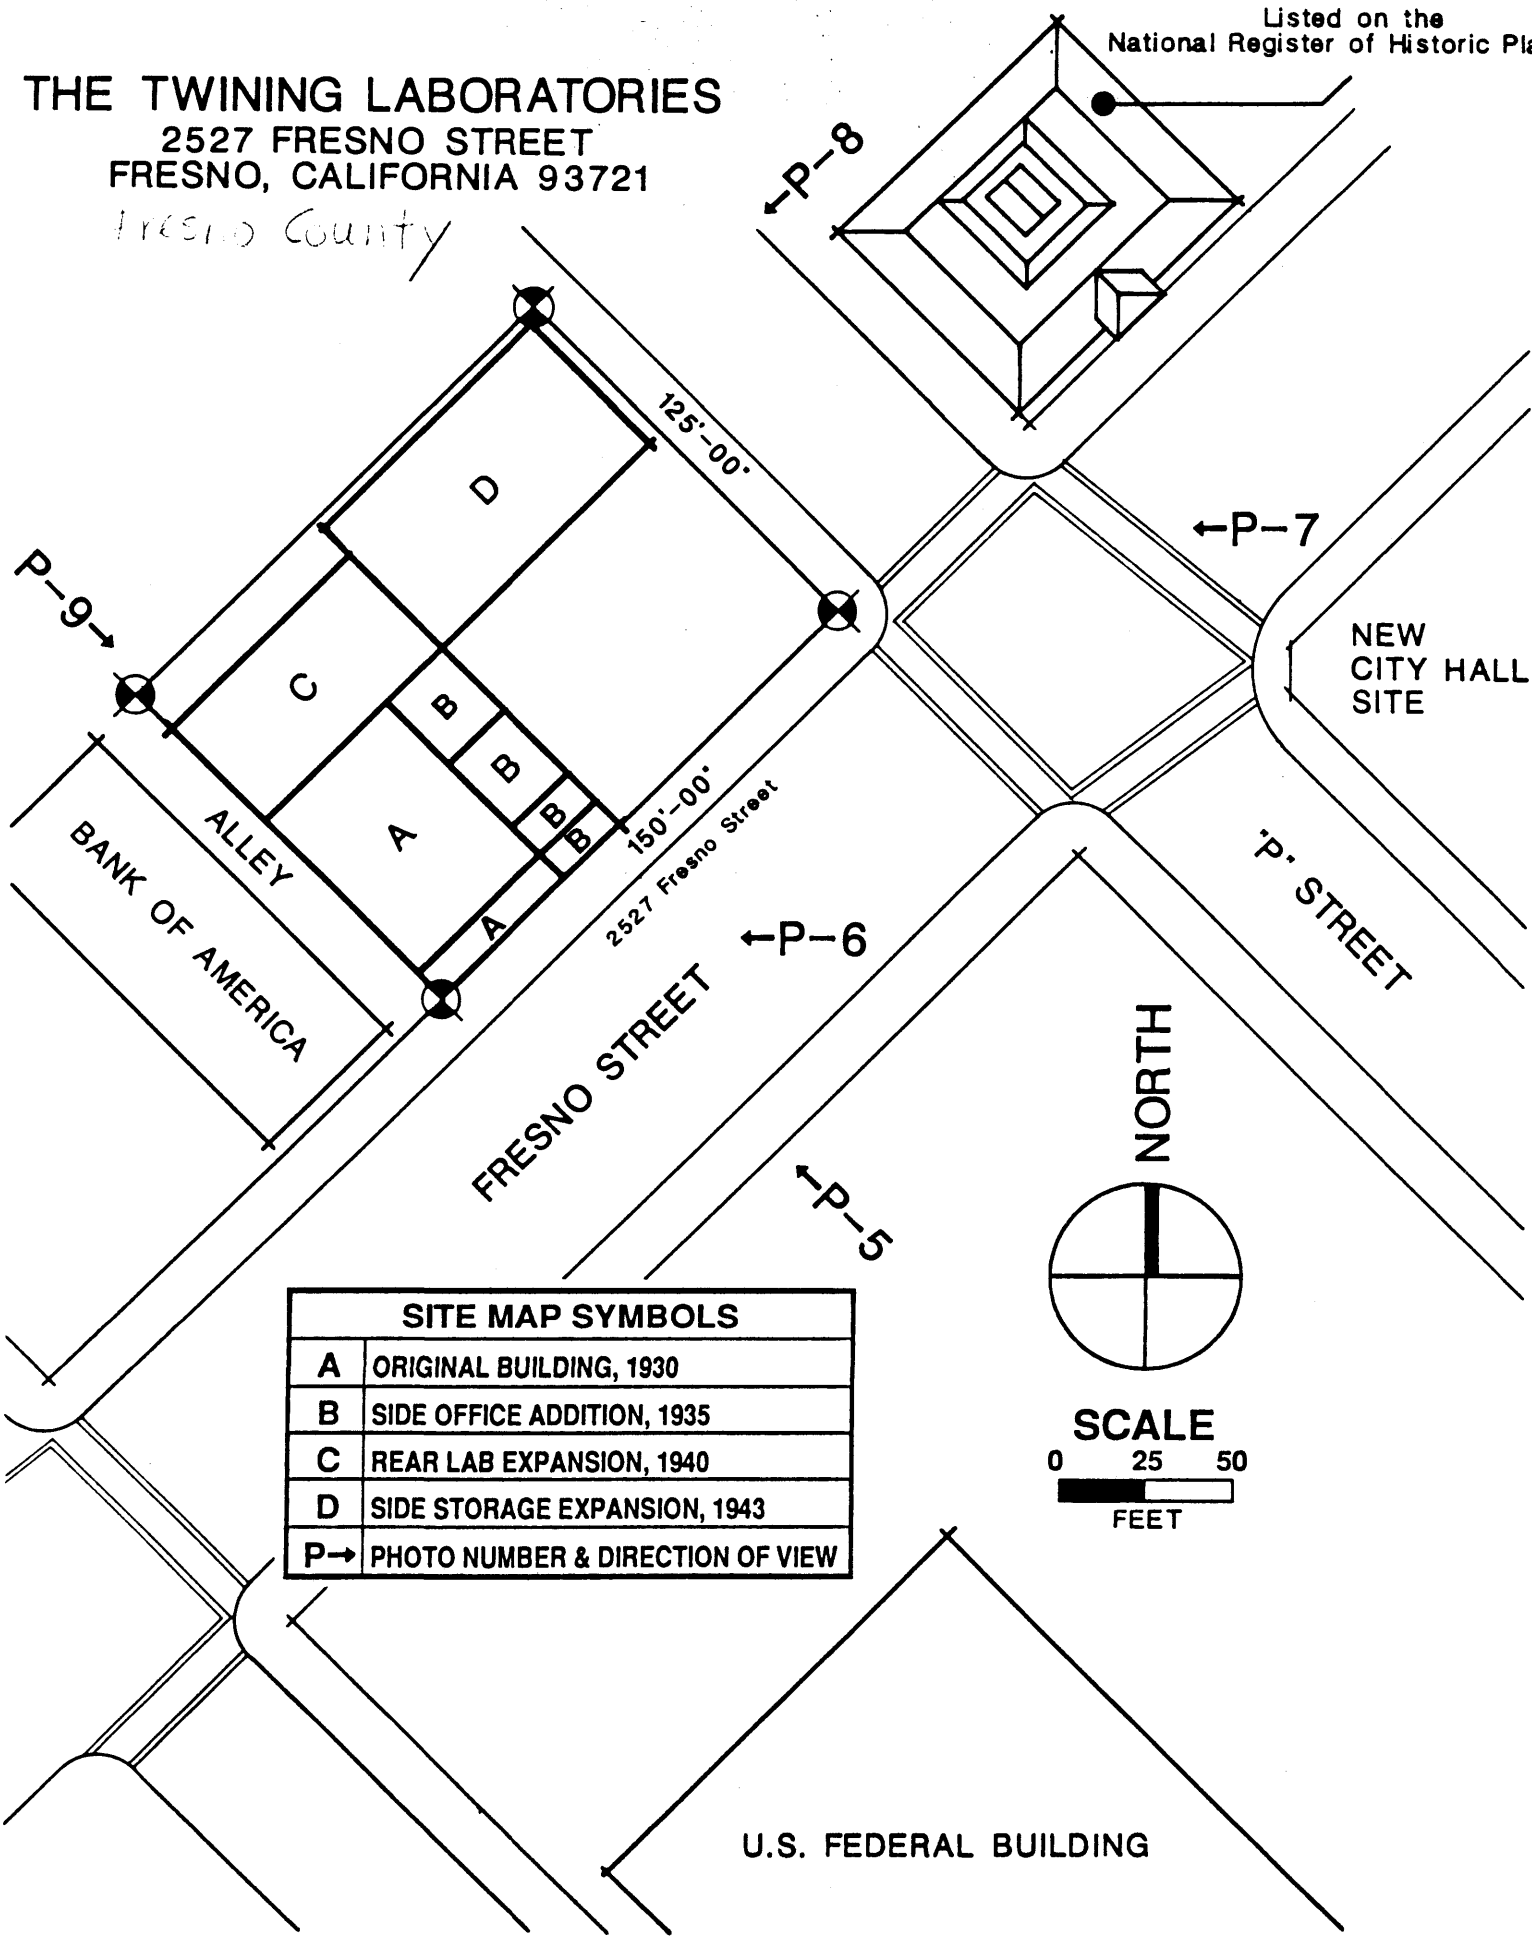 Listed on the
National Register of Historic Pla
THE TWINING LABORATORIES
2527 FRESNO STREET
FRESNO, CALIFORNIA 93721
Fresno County
←P-8
125'-00"
D
←P-7
P-9→
NEW
CITY HALL
SITE
C
B
B
B
B
A
A
ALLEY
BANK OF AMERICA
150'-00"
2527 Fresno Street
"P" STREET
←P-6
FRESNO STREET
NORTH
←P-5
SITE MAP SYMBOLS
A ORIGINAL BUILDING, 1930
B SIDE OFFICE ADDITION, 1935
C REAR LAB EXPANSION, 1940
D SIDE STORAGE EXPANSION, 1943
P→ PHOTO NUMBER & DIRECTION OF VIEW
SCALE
0 25 50
FEET
U.S. FEDERAL BUILDING